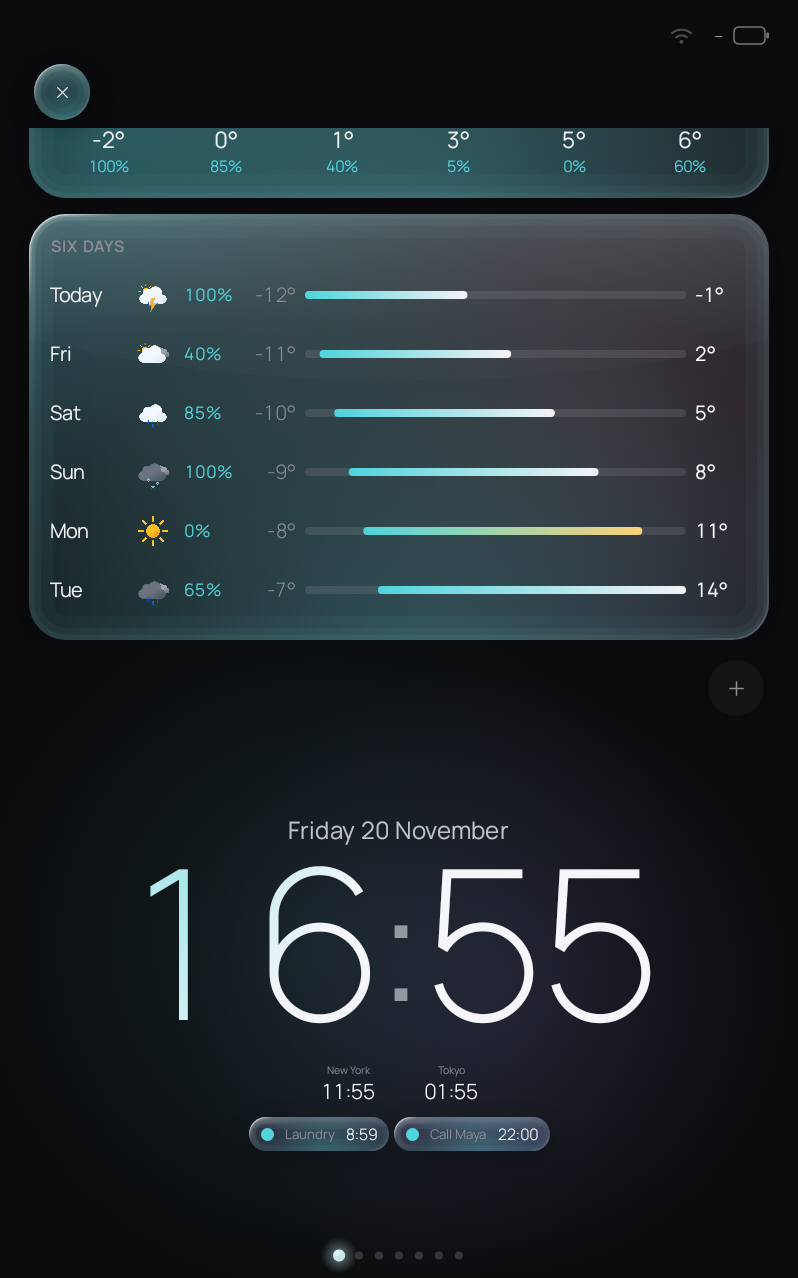 –
-2° 0° 1° 3° 5° 6°
100% 85% 40% 5% 0% 60%
SIX DAYS
Today 100% -12° -1°
Fri 40% -11° 2°
Sat 85% -10° 5°
Sun 100% -9° 8°
Mon 0% -8° 11°
Tue 65% -7° 14°
Friday 20 November
16:55
New York Tokyo
11:55 01:55
Laundry 8:59 Call Maya 22:00